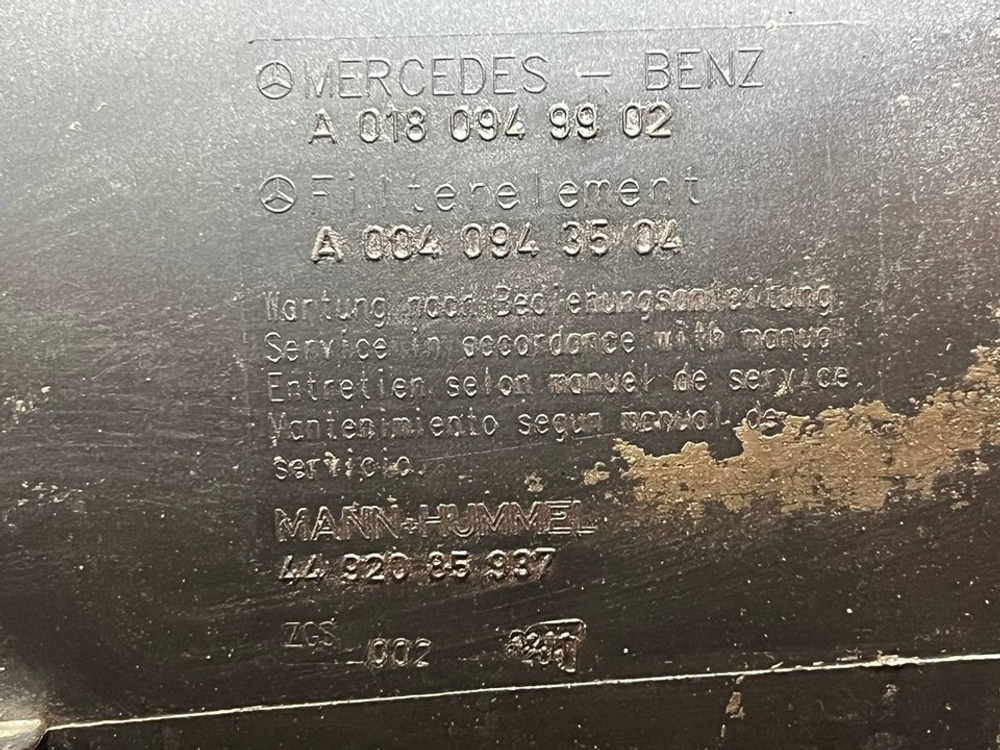 MERCEDES - BENZ
A 018 094 99 02
Filterelement
A 004 094 35 04
Wartung nach Bedienungsanleitung.
Service in accordance with manual
Entretien selon manuel de service.
Mantenimiento segun manual de
servicio.
MANN+HUMMEL
44 920 85 937
ZGS 002